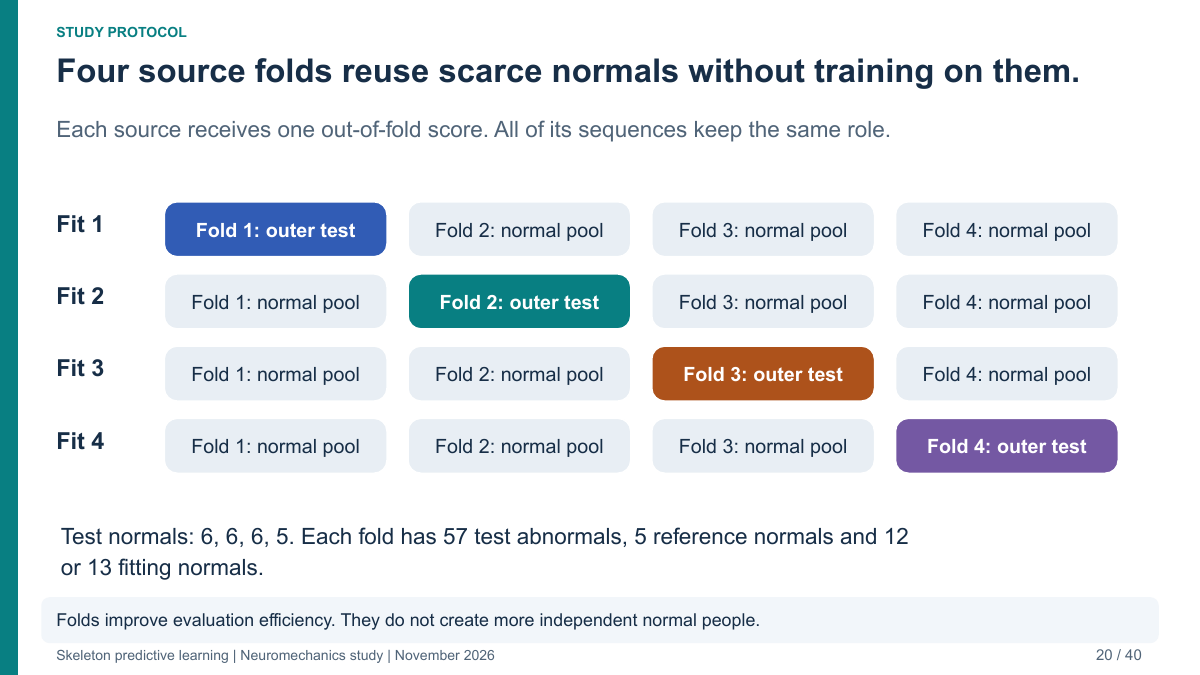 STUDY PROTOCOL
Four source folds reuse scarce normals without training on them.
Each source receives one out-of-fold score. All of its sequences keep the same role.
Fit 1
Fold 1: outer test
Fold 2: normal pool
Fold 3: normal pool
Fold 4: normal pool
Fit 2
Fold 1: normal pool
Fold 2: outer test
Fold 3: normal pool
Fold 4: normal pool
Fit 3
Fold 1: normal pool
Fold 2: normal pool
Fold 3: outer test
Fold 4: normal pool
Fit 4
Fold 1: normal pool
Fold 2: normal pool
Fold 3: normal pool
Fold 4: outer test
Test normals: 6, 6, 6, 5. Each fold has 57 test abnormals, 5 reference normals and 12
or 13 fitting normals.
Folds improve evaluation efficiency. They do not create more independent normal people.
Skeleton predictive learning | Neuromechanics study | November 2026
20 / 40